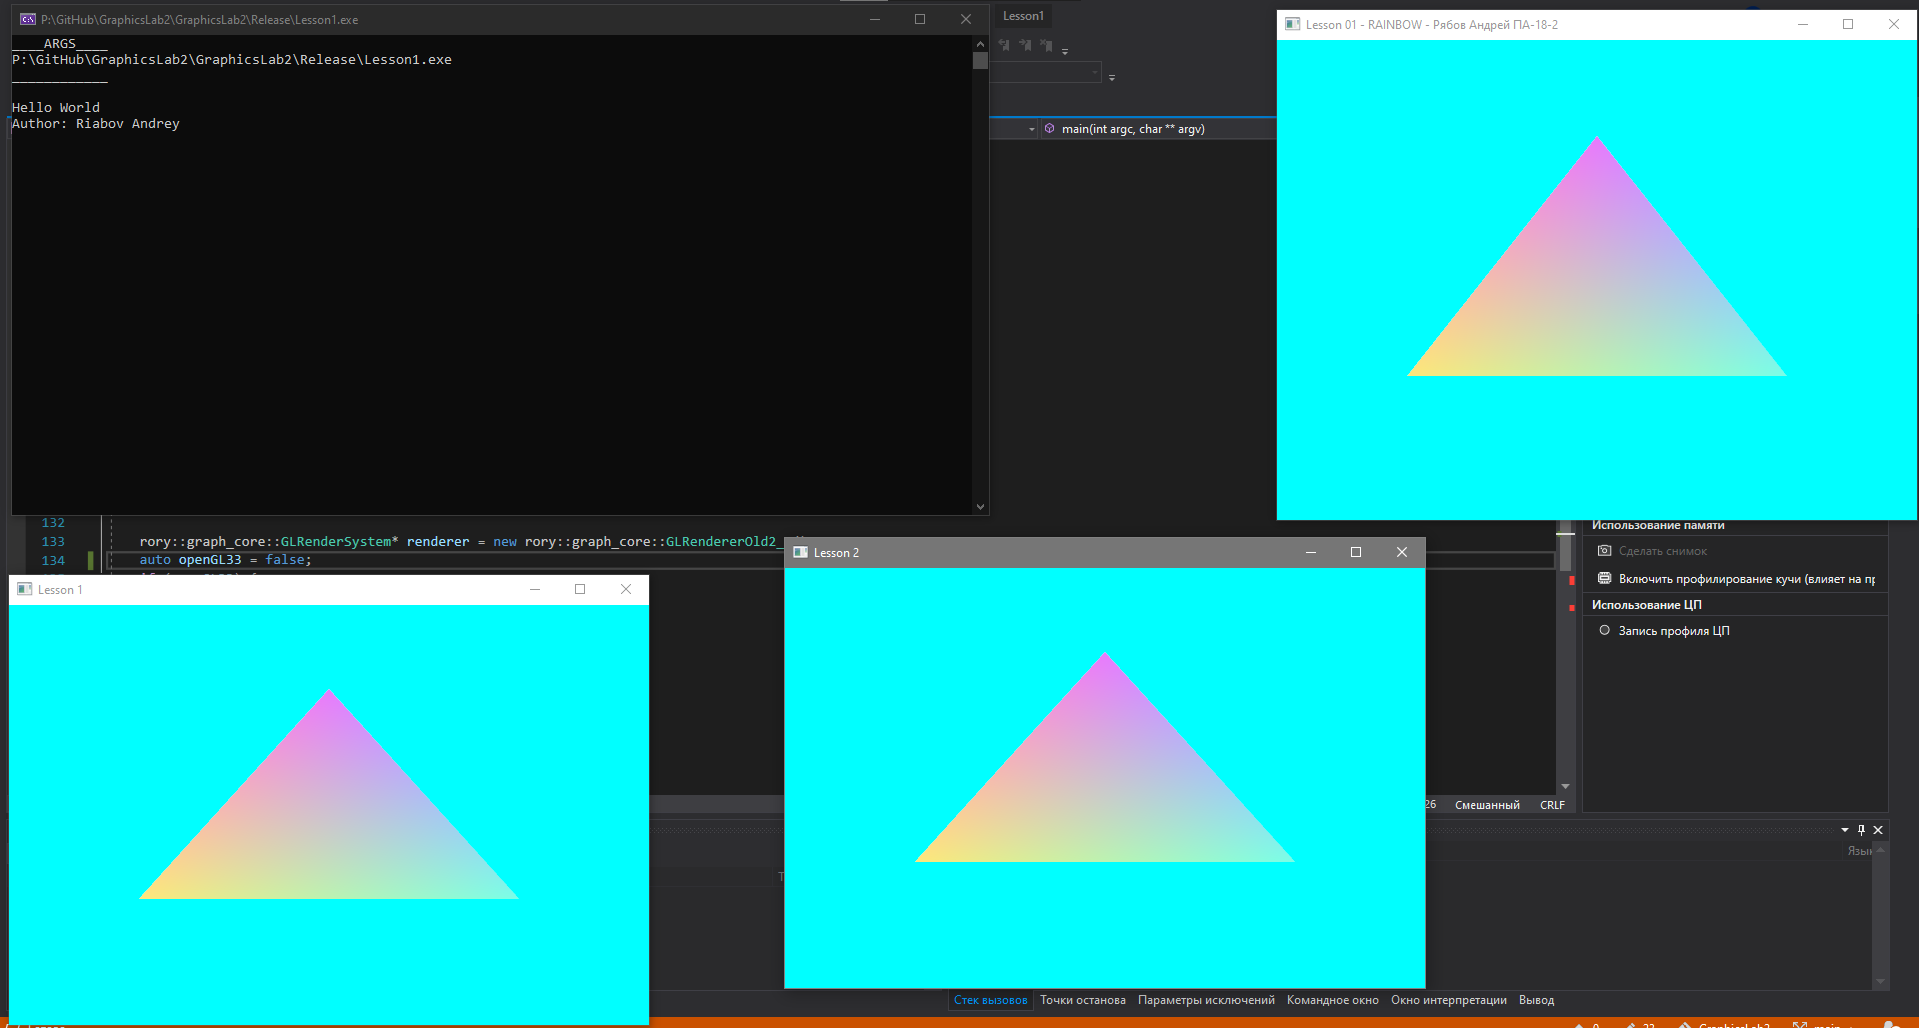 P:\GitHub\GraphicsLab2\GraphicsLab2\Release\Lesson1.exe
____ARGS____
P:\GitHub\GraphicsLab2\GraphicsLab2\Release\Lesson1.exe
____________
Hello World
Author: Riabov Andrey
Lesson1
main(int argc, char ** argv)
Lesson 01 - RAINBOW - Рябов Андрей ПА-18-2
132
133 rory::graph_core::GLRenderSystem* renderer = new rory::graph_core::GLRendererOld2_
134 auto openGL33 = false;
Lesson 1
Lesson 2
Использование памяти
Сделать снимок
Включить профилирование кучи (влияет на пр
Использование ЦП
Запись профиля ЦП
26 Смешанный CRLF
Язык
Стек вызовов Точки останова Параметры исключений Командное окно Окно интерпретации Вывод
GraphicsLab2 main